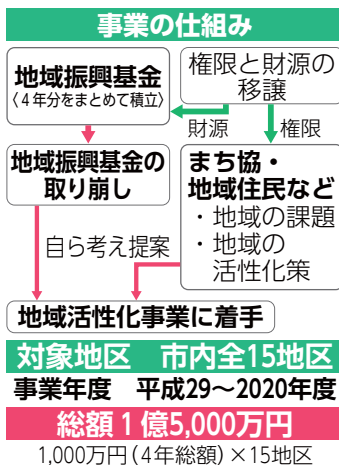 事業の仕組み
地域振興基金
〈4年分をまとめて積立〉
権限と財源の
移譲
財源
権限
地域振興基金の
取り崩し
まち協・
地域住民など
・地域の課題
・地域の
活性化策
自ら考え提案
地域活性化事業に着手
対象地区 市内全15地区
事業年度 平成29~2020年度
総額1億5,000万円
1,000万円(4年総額)×15地区